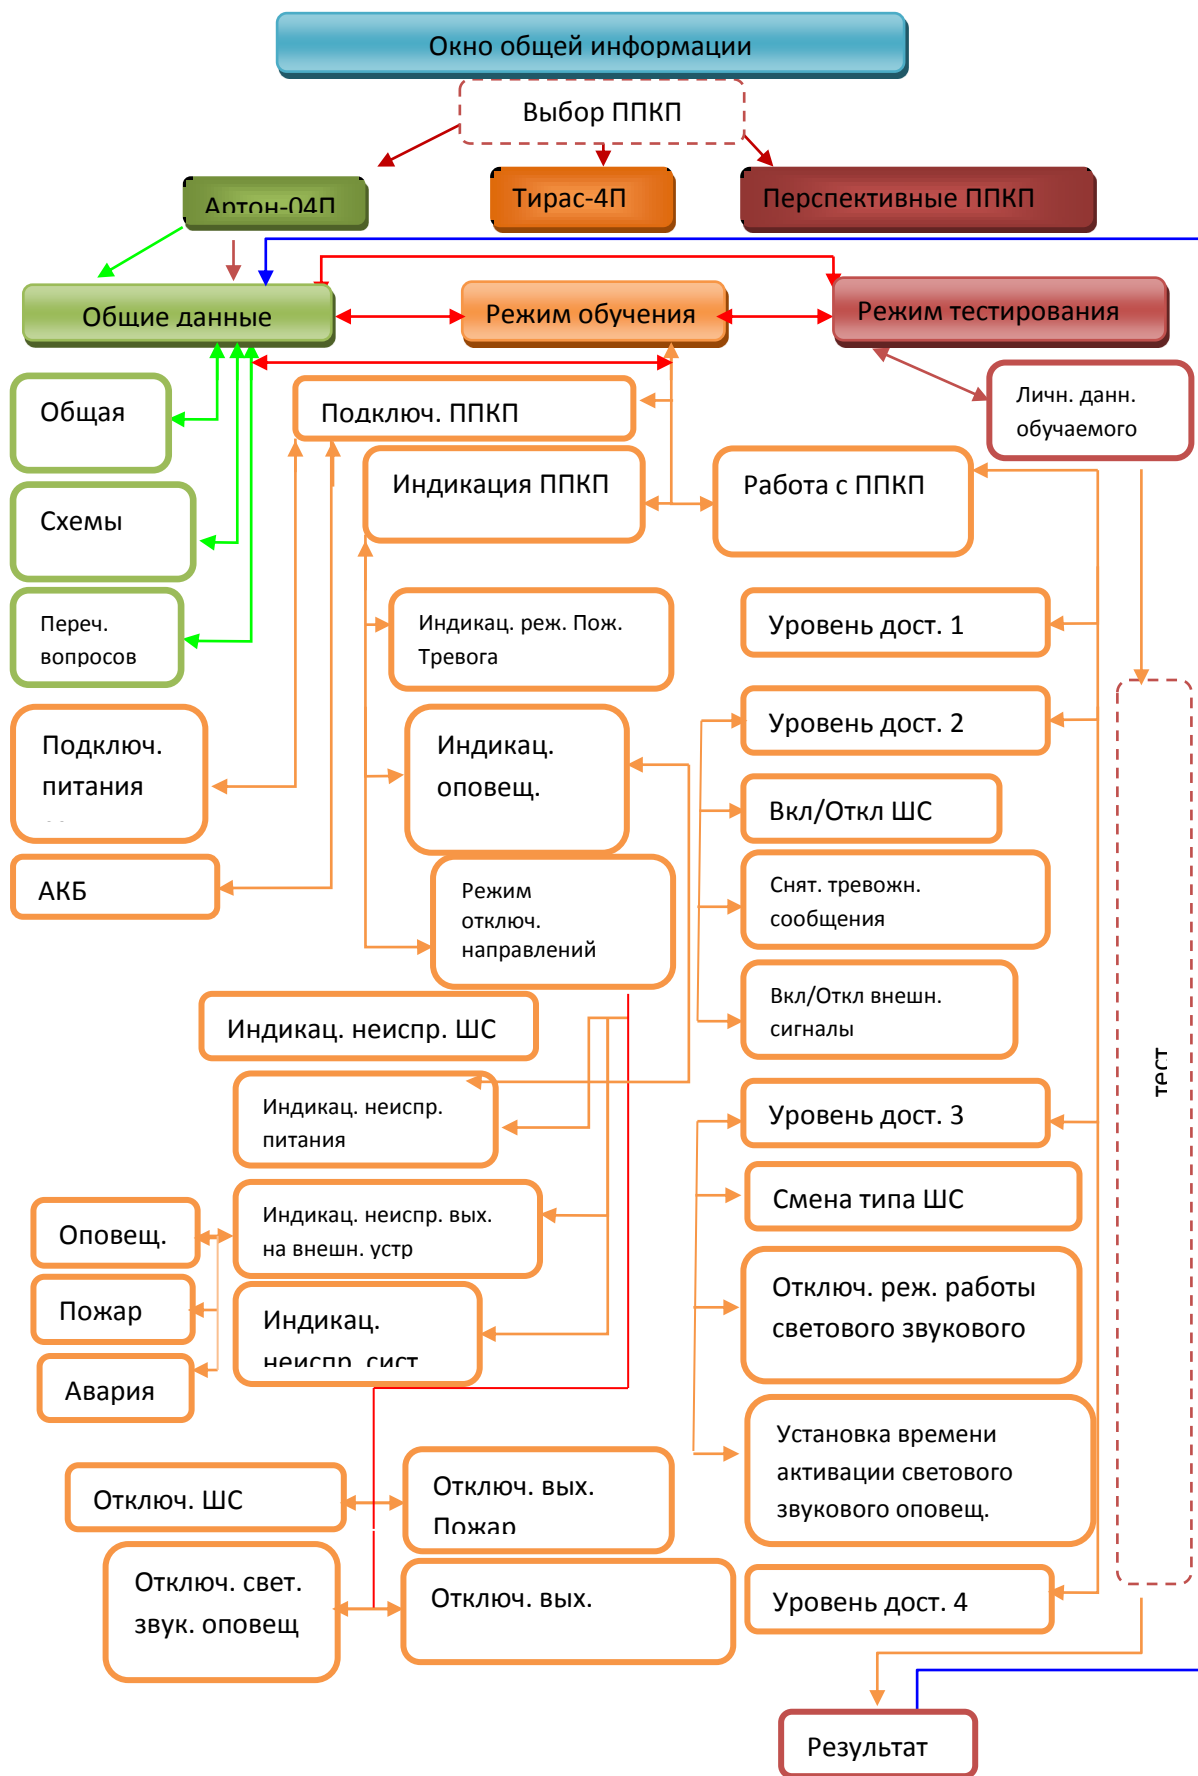 Окно общей информации
Выбор ППКП
Артон-04П
Тирас-4П
Перспективные ППКП
Общие данные
Режим обучения
Режим тестирования
Общая
Схемы
Переч.
вопросов
Подключ. ППКП
Индикация ППКП
Работа с ППКП
Личн. данн.
обучаемого
Подключ.
питания
АКБ
Индикац. реж. Пож.
Тревога
Индикац.
оповещ.
Режим
отключ.
направлений
Уровень дост. 1
Уровень дост. 2
Вкл/Откл ШС
Снят. тревожн.
сообщения
Вкл/Откл внешн.
сигналы
Уровень дост. 3
Смена типа ШС
Отключ. реж. работы
светового звукового
Установка времени
активации светового
звукового оповещ.
Уровень дост. 4
тест
Индикац. неиспр. ШС
Индикац. неиспр.
питания
Индикац. неиспр. вых.
на внешн. устр
Индикац.
неиспр. сист
Оповещ.
Пожар
Авария
Отключ. ШС
Отключ. вых.
Пожар
Отключ. свет.
звук. оповещ
Отключ. вых.
Результат